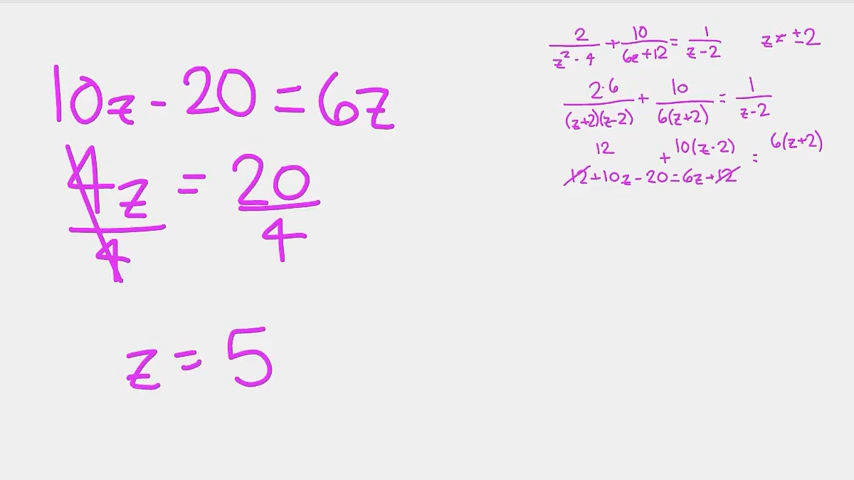 10z - 20 = 6z
4z/4 = 20/4
z = 5
2/(z² - 4) + 10/(6z+12) = 1/(z-2)   z ≠ ±2
2·6/((z+2)(z-2)) + 10/(6(z+2)) = 1/(z-2)
12 + 10(z-2) = 6(z+2)
12+10z-20=6z+12